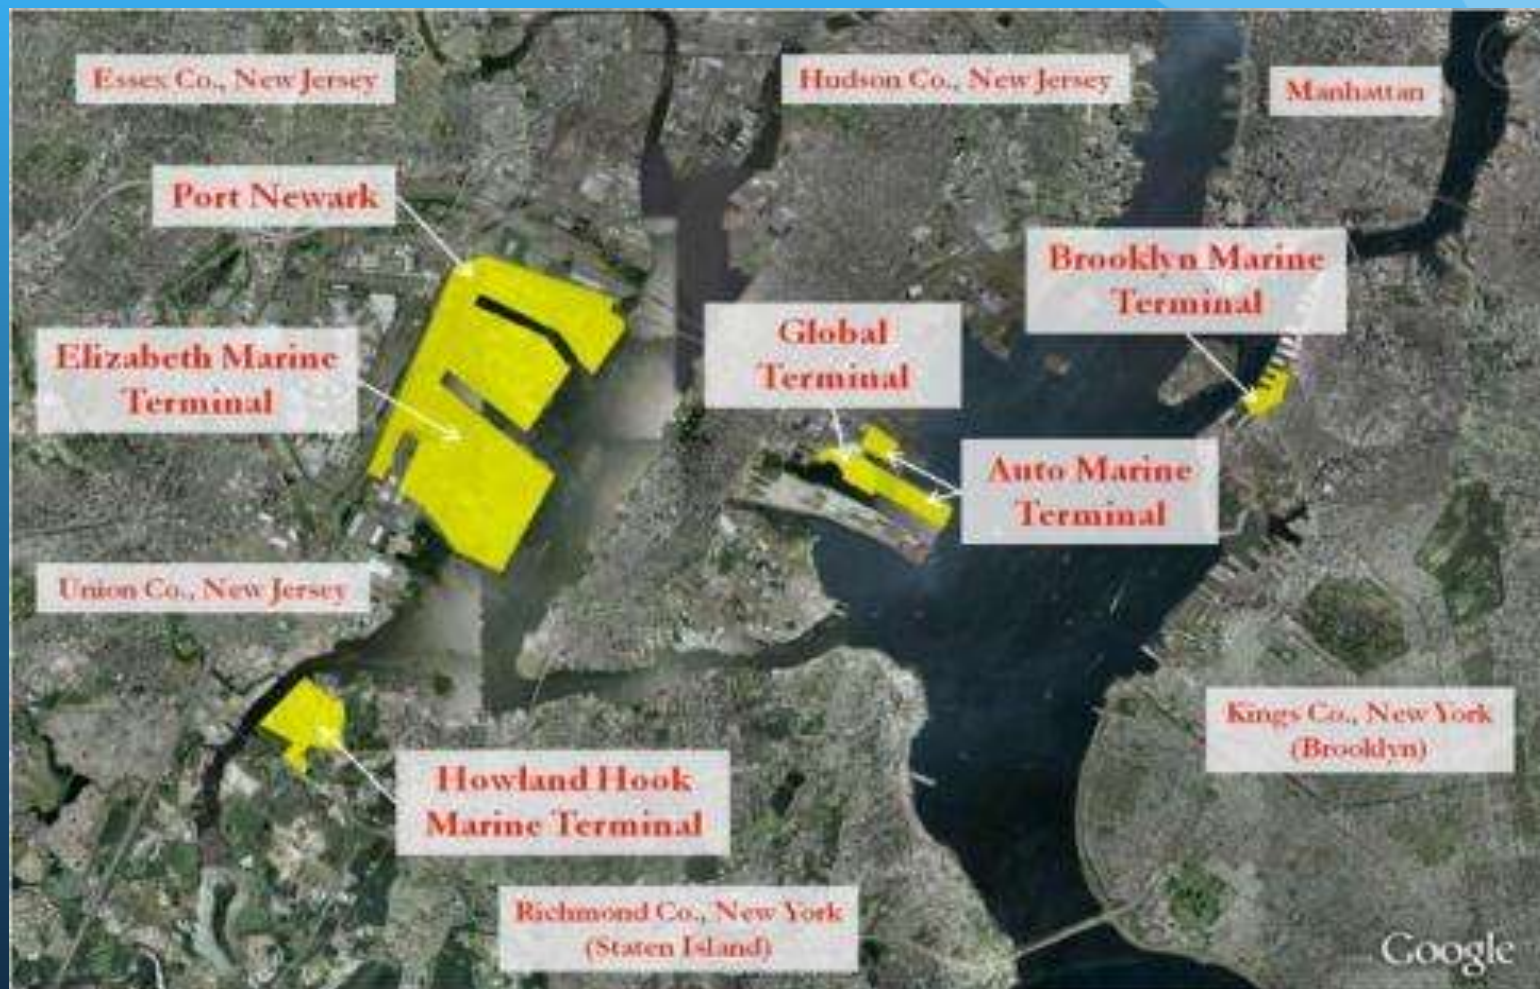 Essex Co., New Jersey
Hudson Co., New Jersey
Manhattan
Port Newark
Brooklyn Marine
Terminal
Global
Terminal
Elizabeth Marine
Terminal
Auto Marine
Terminal
Union Co., New Jersey
Kings Co., New York
(Brooklyn)
Howland Hook
Marine Terminal
Richmond Co., New York
(Staten Island)
Google